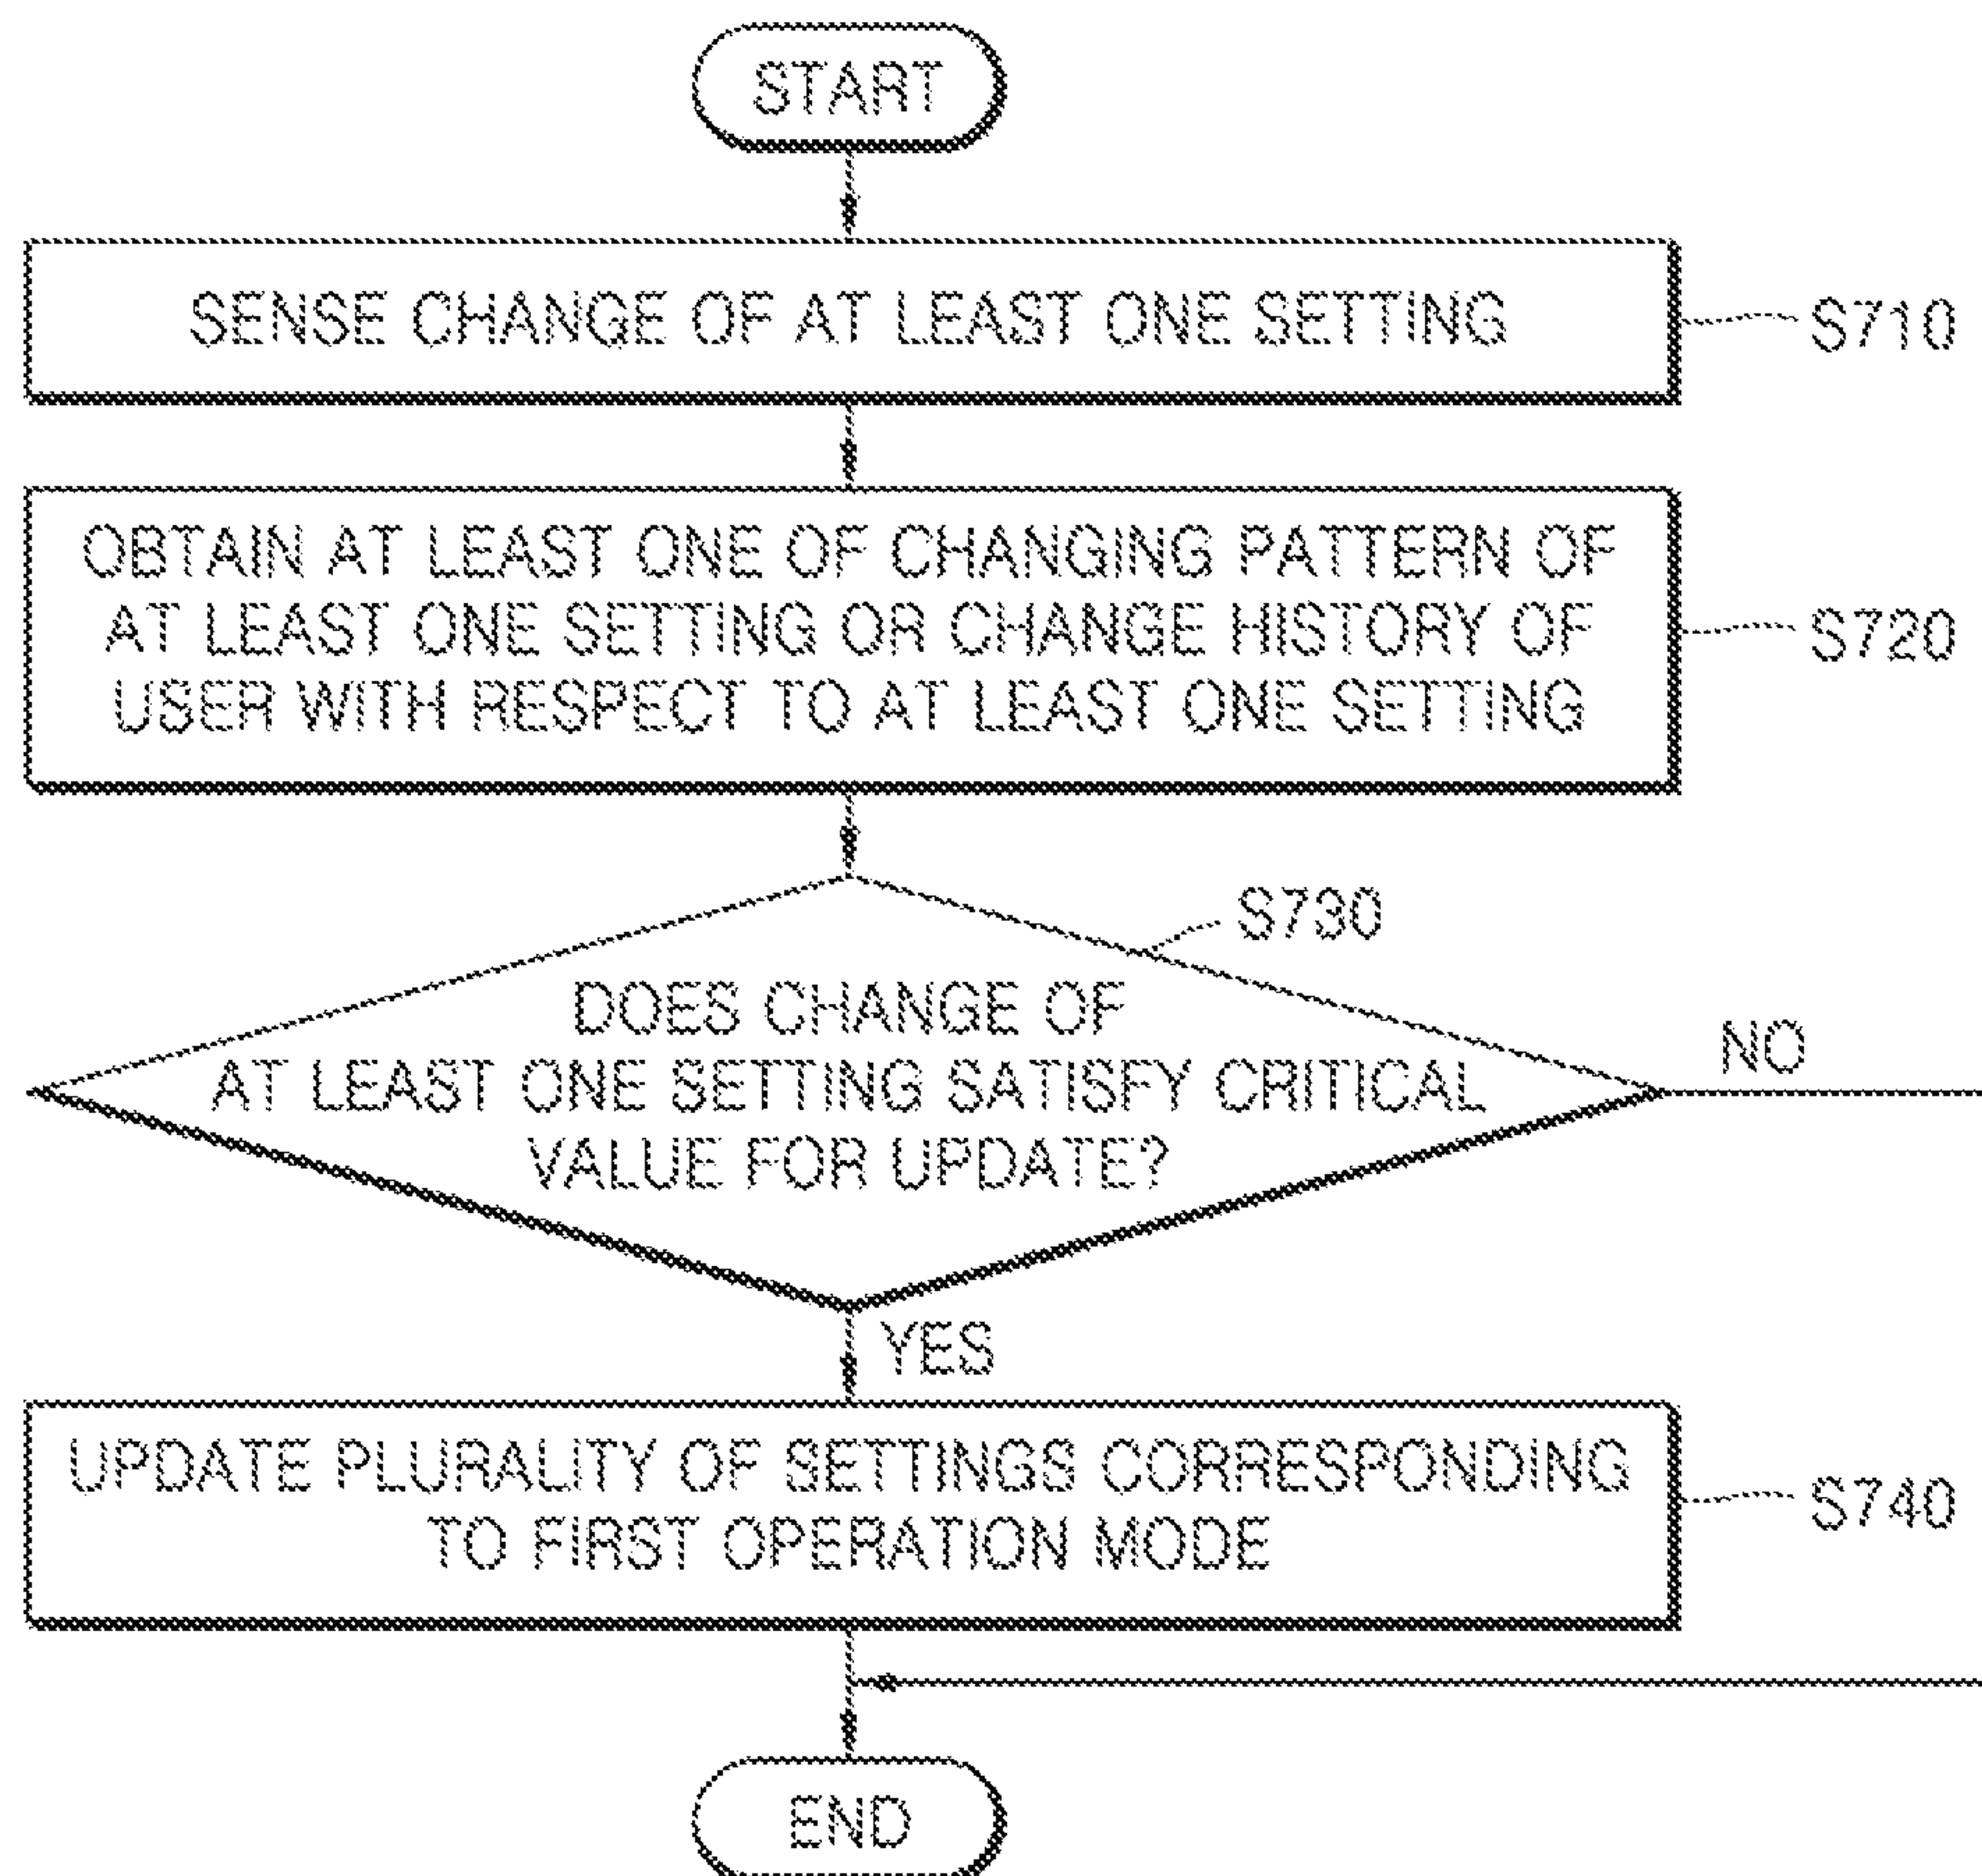 START
SENSE CHANGE OF AT LEAST ONE SETTING
S710
OBTAIN AT LEAST ONE OF CHANGING PATTERN OF
AT LEAST ONE SETTING OR CHANGE HISTORY OF
USER WITH RESPECT TO AT LEAST ONE SETTING
S720
S730
DOES CHANGE OF
AT LEAST ONE SETTING SATISFY CRITICAL
VALUE FOR UPDATE?
NO
YES
UPDATE PLURALITY OF SETTINGS CORRESPONDING
TO FIRST OPERATION MODE
S740
END